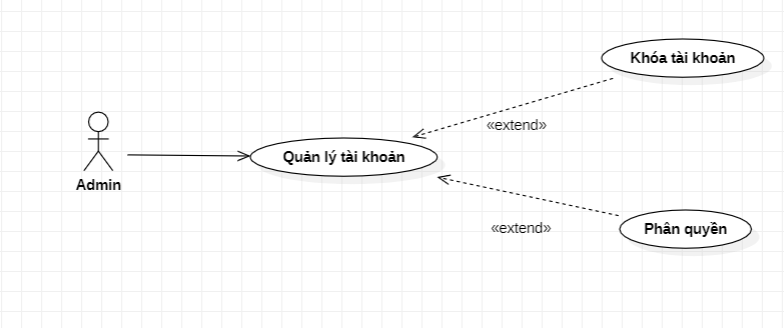 Khóa tài khoản
«extend»
Quản lý tài khoản
Admin
Phân quyền
«extend»